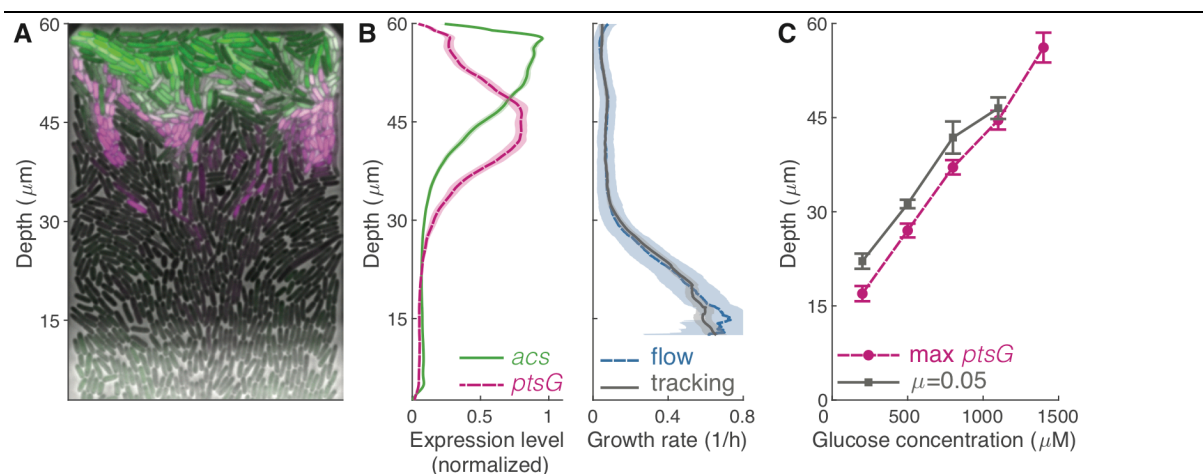 A
60
45
30
15
Depth (μm)
B
60
45
30
15
Depth (μm)
acs
ptsG
0
0.5
1
Expression level
(normalized)
flow
tracking
0
0.4
0.8
Growth rate (1/h)
C
60
45
30
15
0
Depth (μm)
max ptsG
μ=0.05
0
500
1000
1500
Glucose concentration (μM)